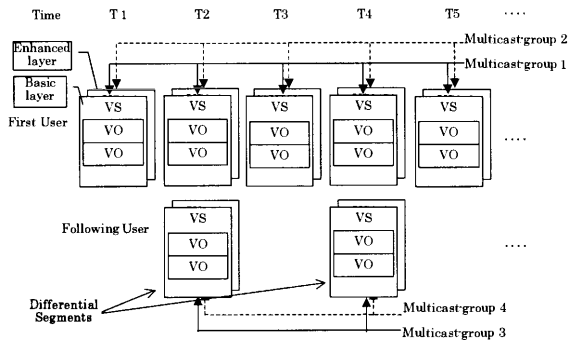 Time T 1 T2 T3 T4 T5 ....
Multicast-group 2
Enhanced
layer
Multicast-group 1
Basic
layer
VS VS VS VS VS
First User
VO VO VO VO VO
VO VO VO VO VO
....
VS VS
Following User
VO VO
VO VO
....
Differential
Segments
Multicast-group 4
Multicast-group 3